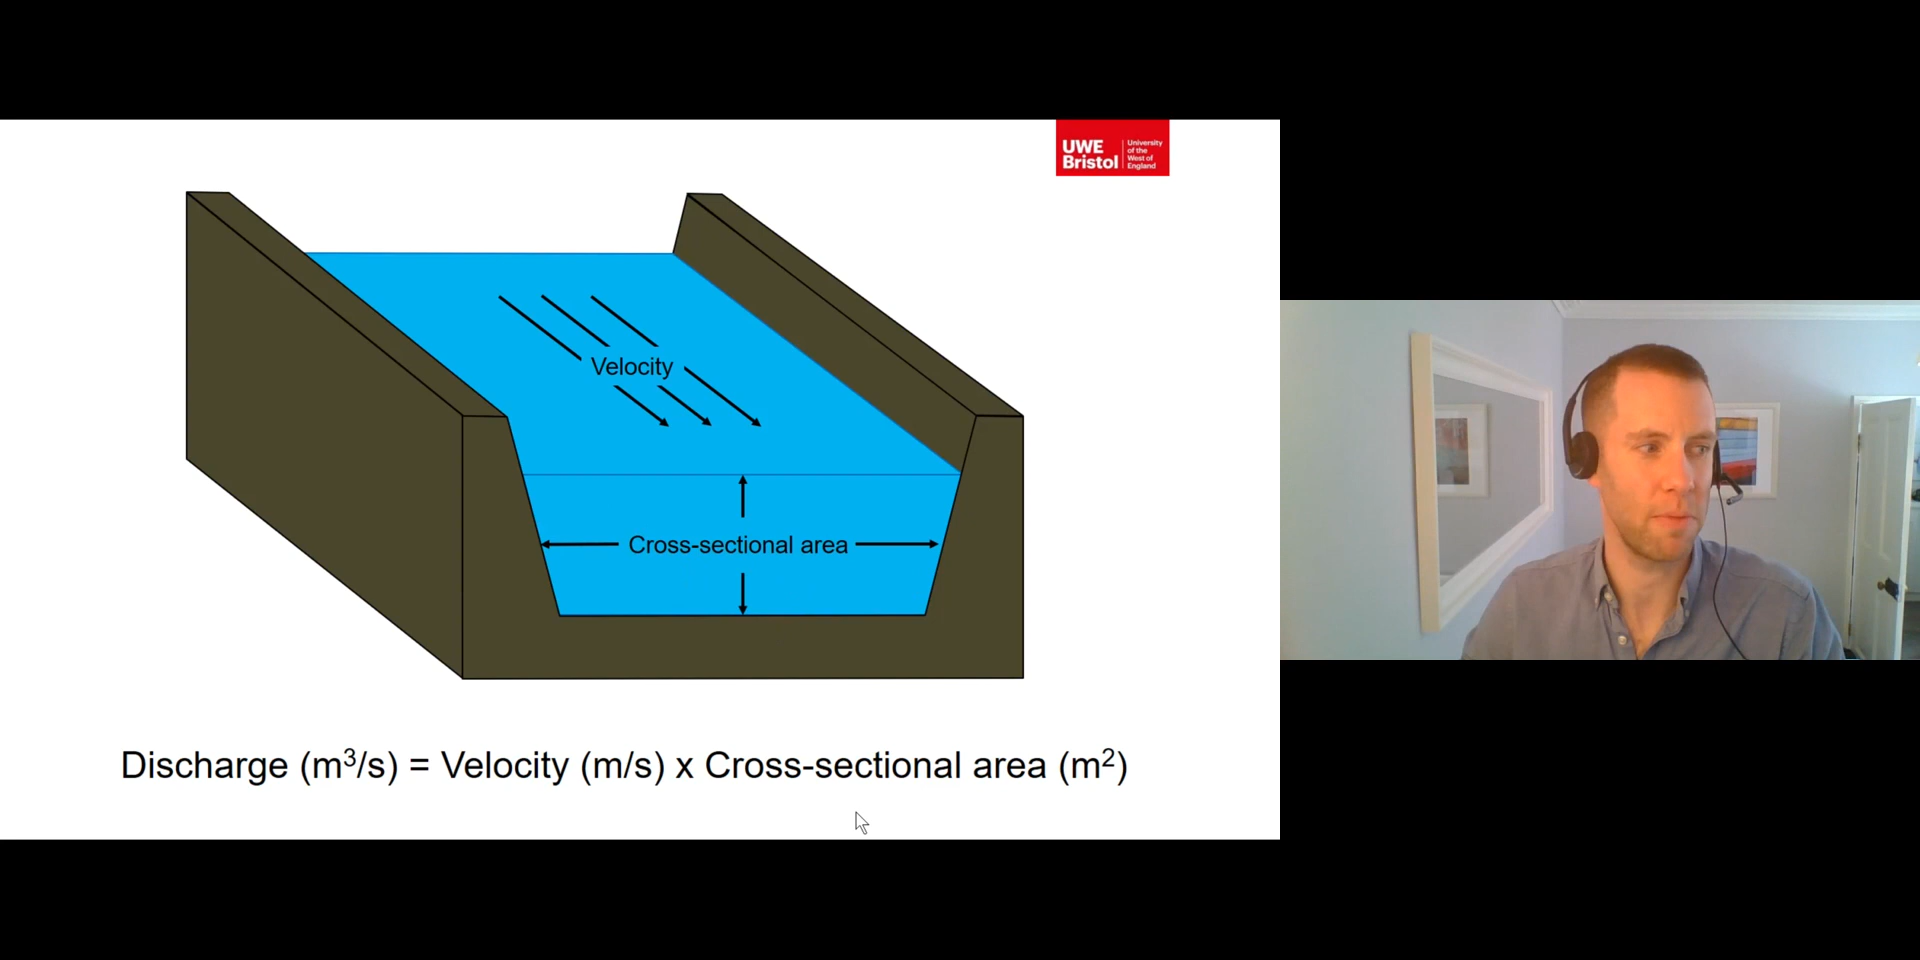 UWE
Bristol
University
of the
West of
England
Velocity
Cross-sectional area
Discharge (m³/s) = Velocity (m/s) x Cross-sectional area (m²)